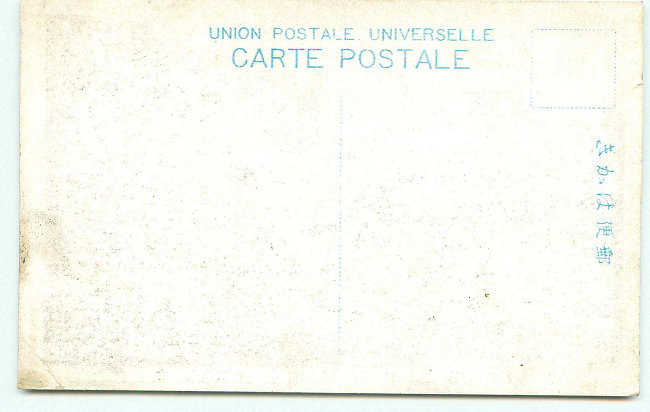 UNION POSTALE. UNIVERSELLE
CARTE POSTALE
郵便はかき